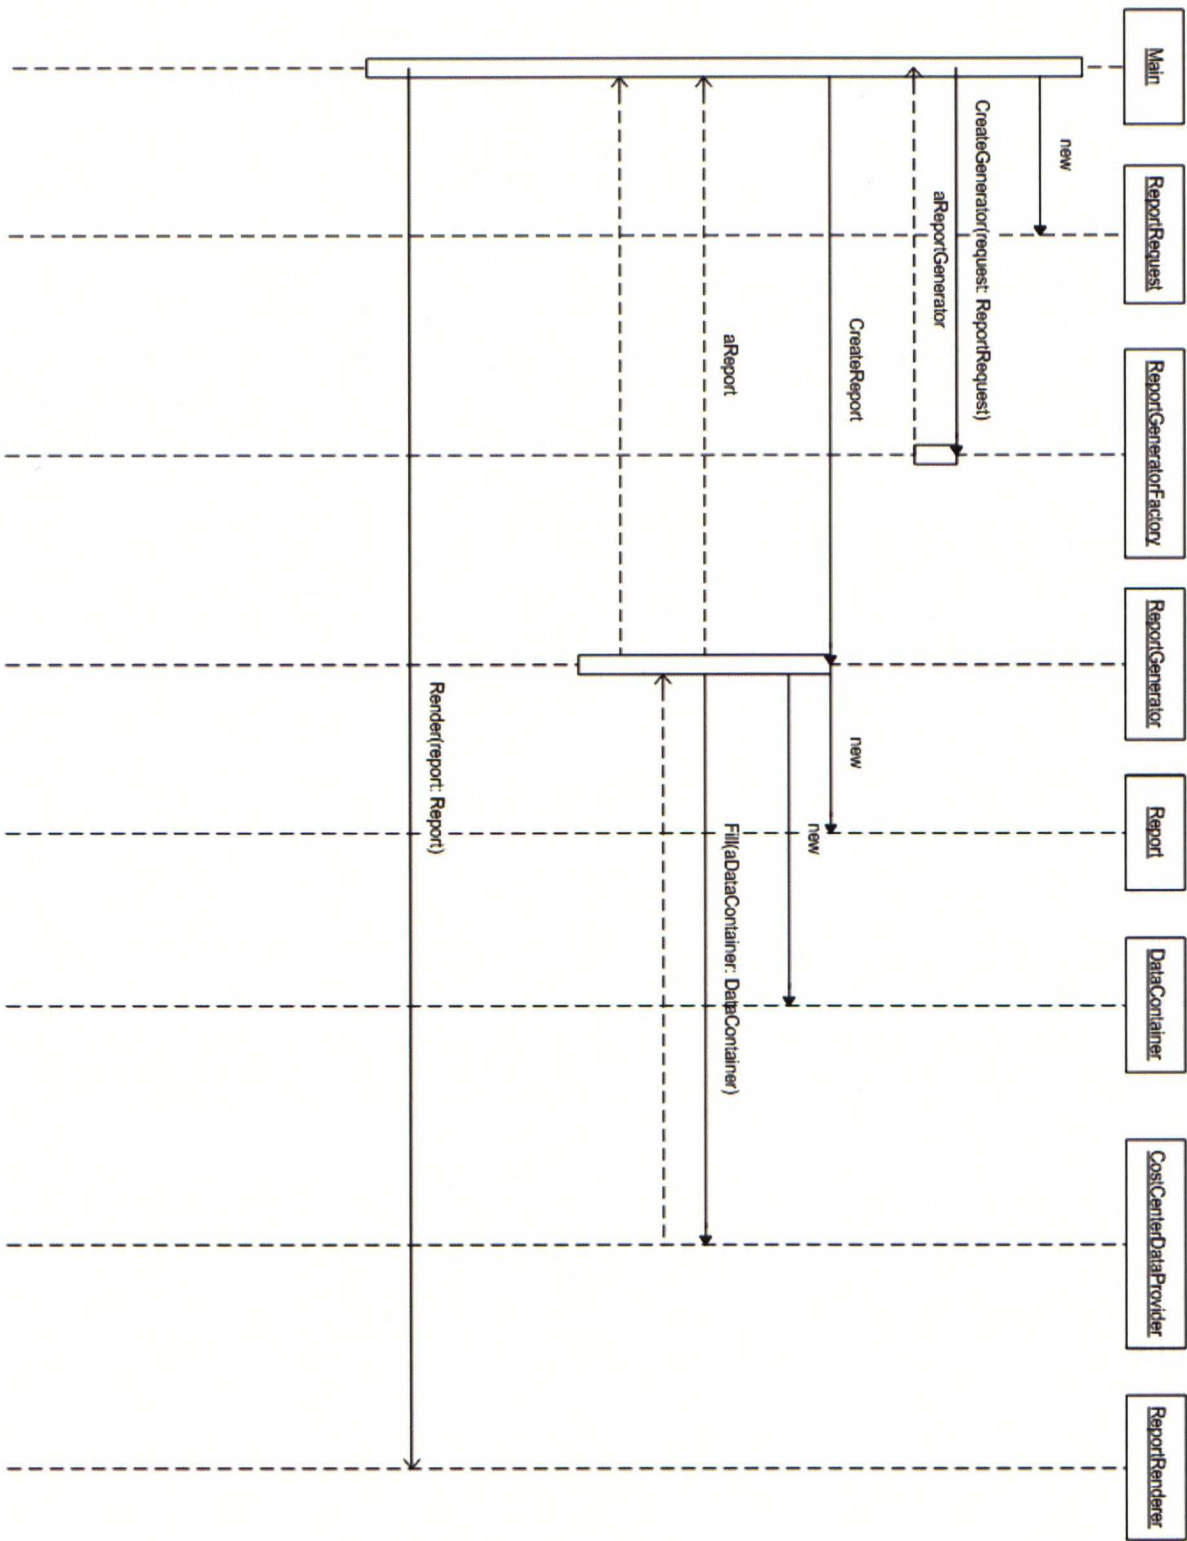 Main
ReportRequest
ReportGeneratorFactory
ReportGenerator
Report
DataContainer
CostCenterDataProvider
ReportRenderer
new
CreateGenerator(request: ReportRequest)
aReportGenerator
CreateReport
new
new
aReport
Fill(aDataContainer: DataContainer)
Render(report: Report)